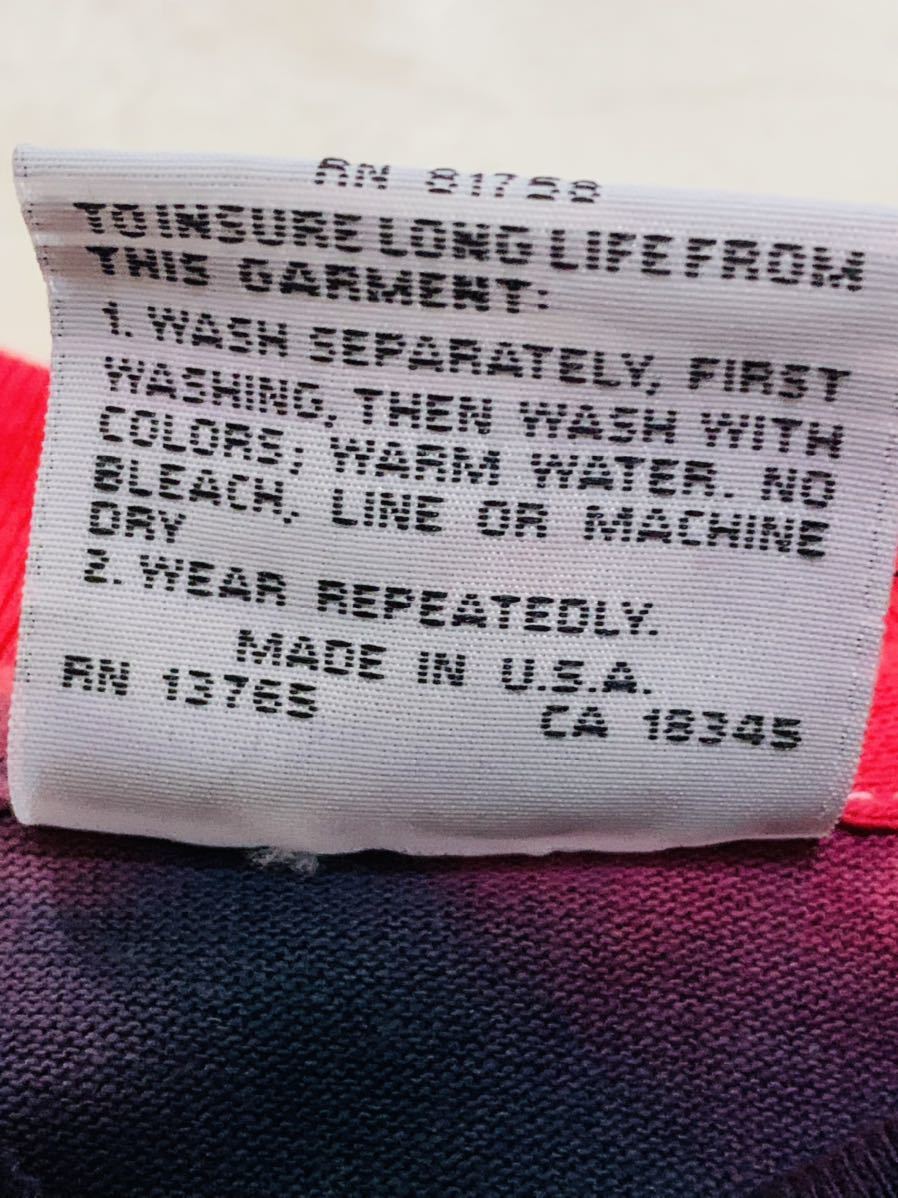 RN 81758
TO INSURE LONG LIFE FROM
THIS GARMENT:
1. WASH SEPARATELY, FIRST
WASHING, THEN WASH WITH
COLORS; WARM WATER. NO
BLEACH, LINE OR MACHINE
DRY
2. WEAR REPEATEDLY.
MADE IN U.S.A.
RN 13765 CA 18345